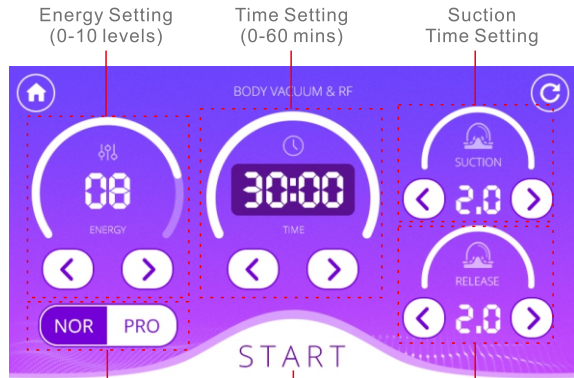 Energy Setting
(0-10 levels)
Time Setting
(0-60 mins)
Suction
Time Setting
BODY VACUUM & RF
08
ENERGY
30:00
TIME
SUCTION
2.0
RELEASE
2.0
NOR PRO
START